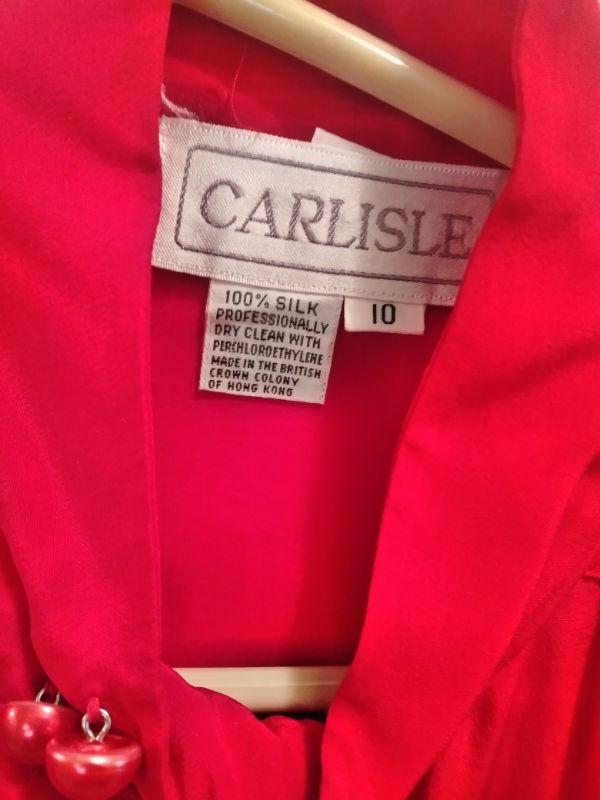 CARLISLE
100% SILK
PROFESSIONALLY
DRY CLEAN WITH
PERCHLOROETHYLENE
MADE IN THE BRITISH
CROWN COLONY
OF HONG KONG
10